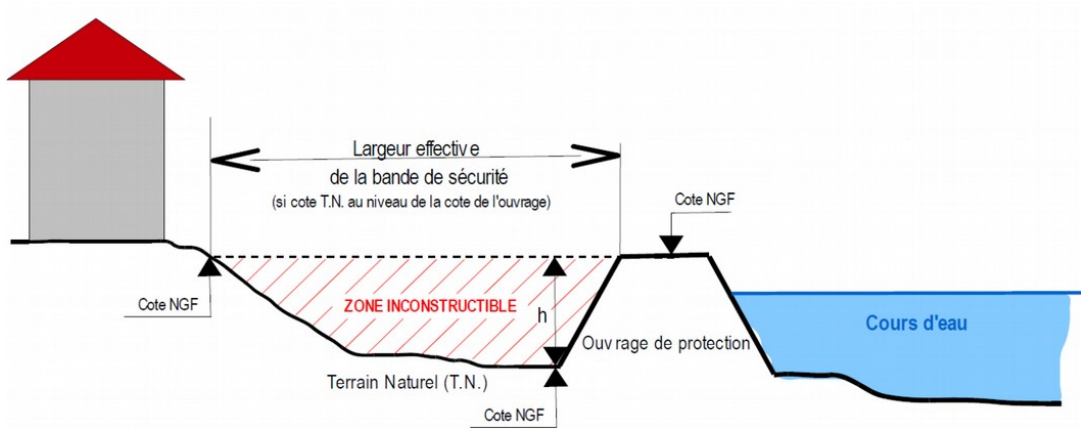 Largeur effective
de la bande de sécurité
(si cote T.N. au niveau de la cote de l'ouvrage)
Cote NGF
Cote NGF
ZONE INCONSTRUCTIBLE
h
Cours d'eau
Ouvrage de protection
Terrain Naturel (T.N.)
Cote NGF